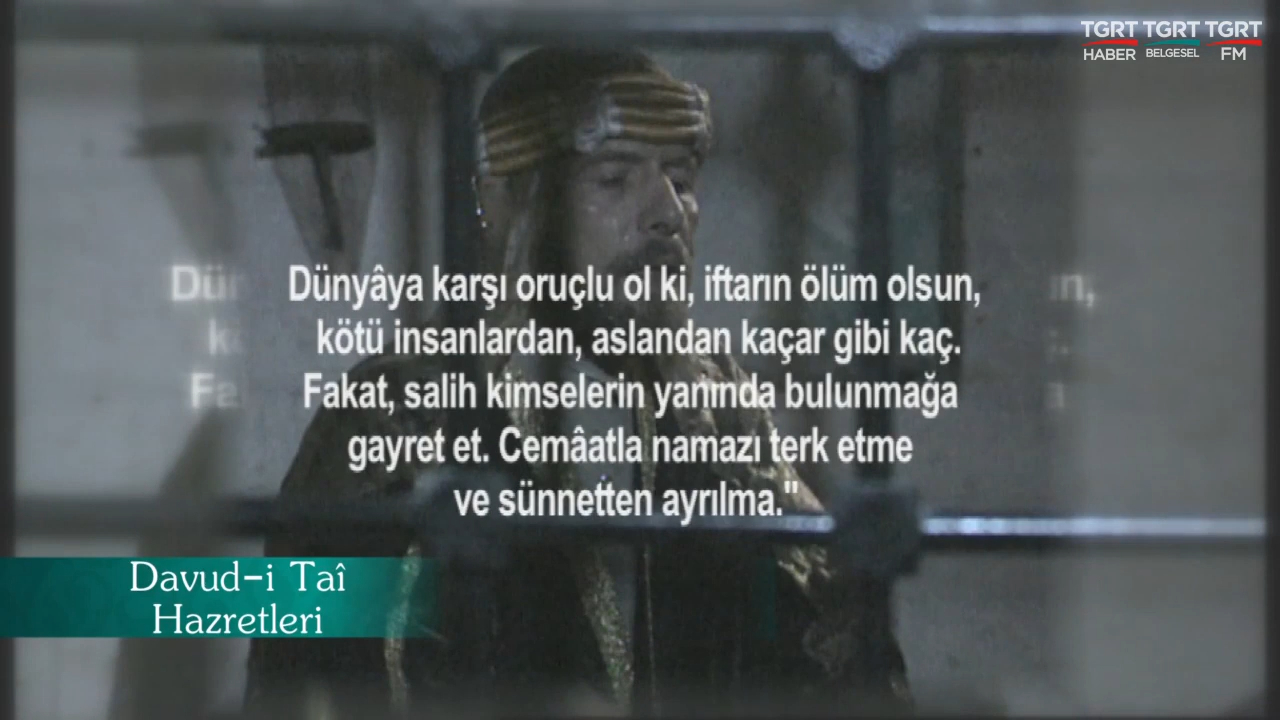 TGRT TGRT TGRT
HABER BELGESEL FM
Dünyâya karşı oruçlu ol ki, iftarın ölüm olsun,
kötü insanlardan, aslandan kaçar gibi kaç.
Fakat, salih kimselerin yanında bulunmağa
gayret et. Cemâatla namazı terk etme
ve sünnetten ayrılma."
Davud-i Taî
Hazretleri